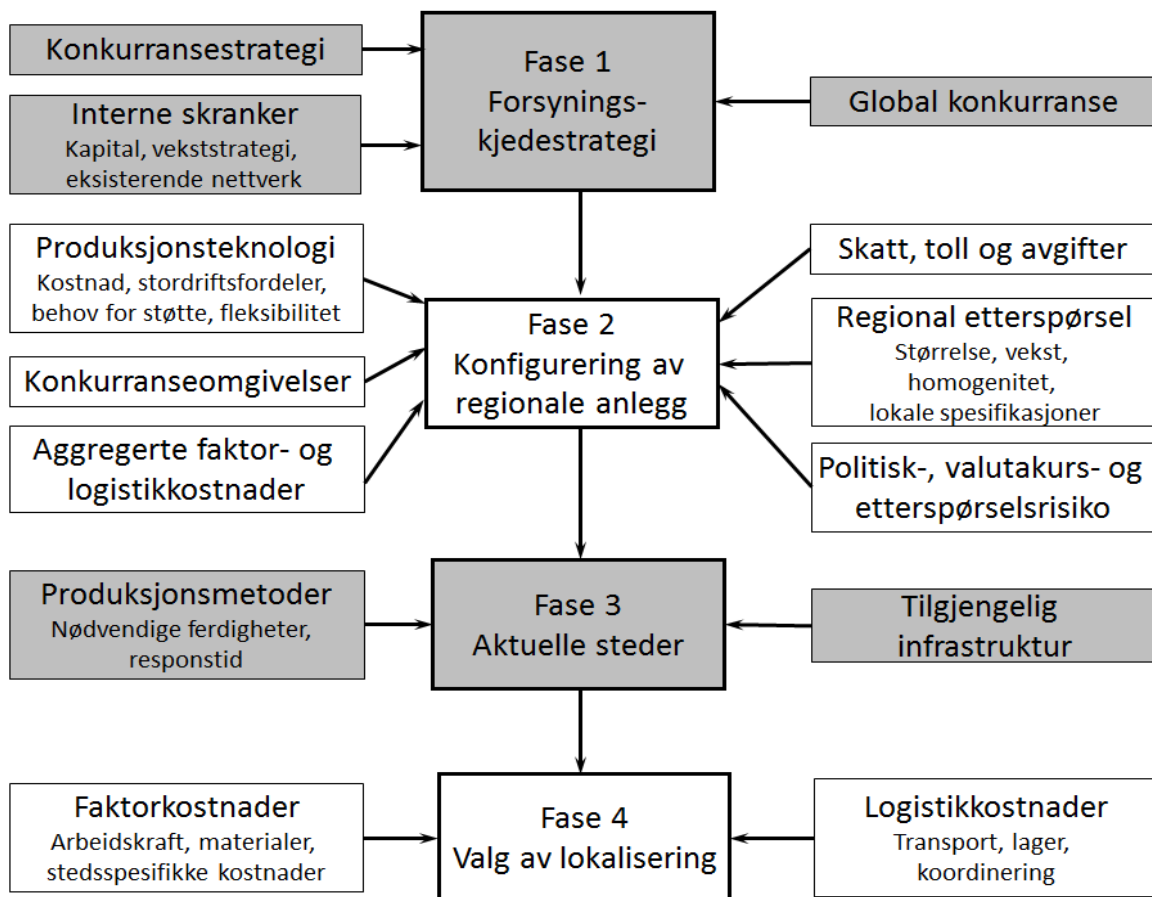 Konkurransestrategi
Interne skranker
Kapital, vekststrategi,
eksisterende nettverk
Fase 1
Forsynings-
kjedestrategi
Global konkurranse
Produksjonsteknologi
Kostnad, stordriftsfordeler,
behov for støtte, fleksibilitet
Konkurranseomgivelser
Aggregerte faktor- og
logistikkostnader
Fase 2
Konfigurering av
regionale anlegg
Skatt, toll og avgifter
Regional etterspørsel
Størrelse, vekst,
homogenitet,
lokale spesifikasjoner
Politisk-, valutakurs- og
etterspørselsrisiko
Produksjonsmetoder
Nødvendige ferdigheter,
responstid
Fase 3
Aktuelle steder
Tilgjengelig
infrastruktur
Faktorkostnader
Arbeidskraft, materialer,
stedsspesifikke kostnader
Fase 4
Valg av lokalisering
Logistikkostnader
Transport, lager,
koordinering